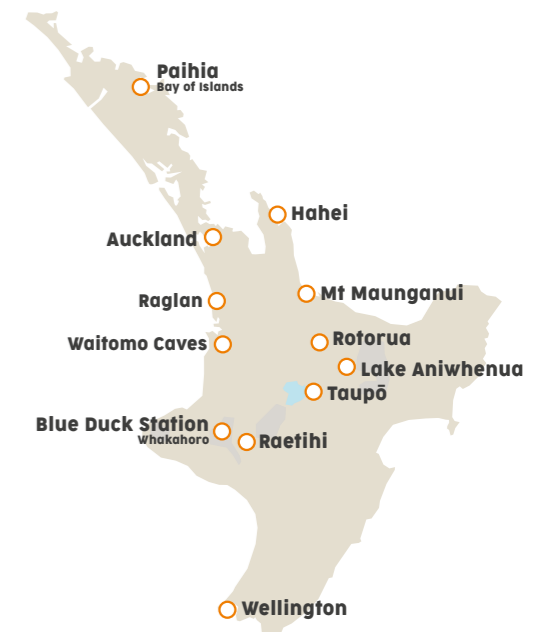 Paihia
Bay of Islands
Hahei
Auckland
Mt Maunganui
Raglan
Rotorua
Waitomo Caves
Lake Aniwhenua
Taupō
Blue Duck Station
Whakahoro
Raetihi
Wellington